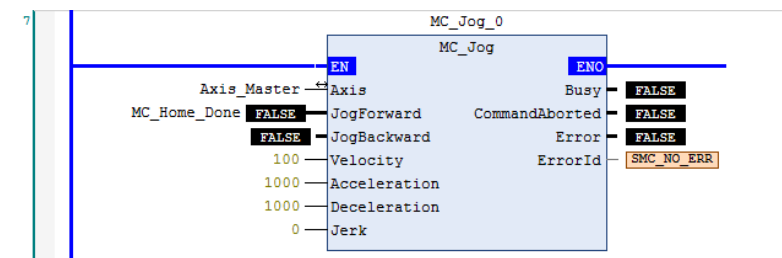 7
MC_Jog_0
MC_Jog
EN ENO
Axis_Master Axis Busy FALSE
MC_Home_Done FALSE JogForward CommandAborted FALSE
FALSE JogBackward Error FALSE
100 Velocity ErrorId SMC_NO_ERR
1000 Acceleration
1000 Deceleration
0 Jerk